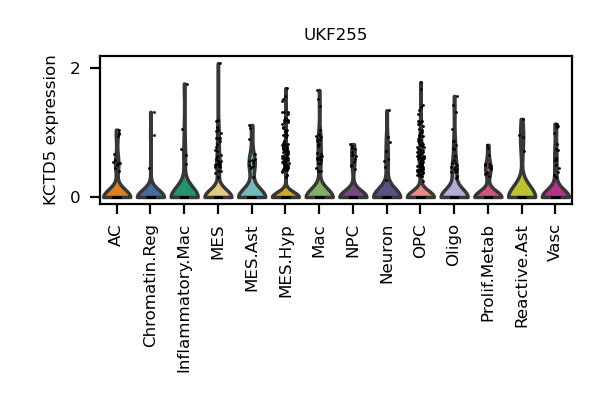 UKF255
KCTD5 expression
2
0
AC
Chromatin.Reg
Inflammatory.Mac
MES
MES.Ast
MES.Hyp
Mac
NPC
Neuron
OPC
Oligo
Prolif.Metab
Reactive.Ast
Vasc